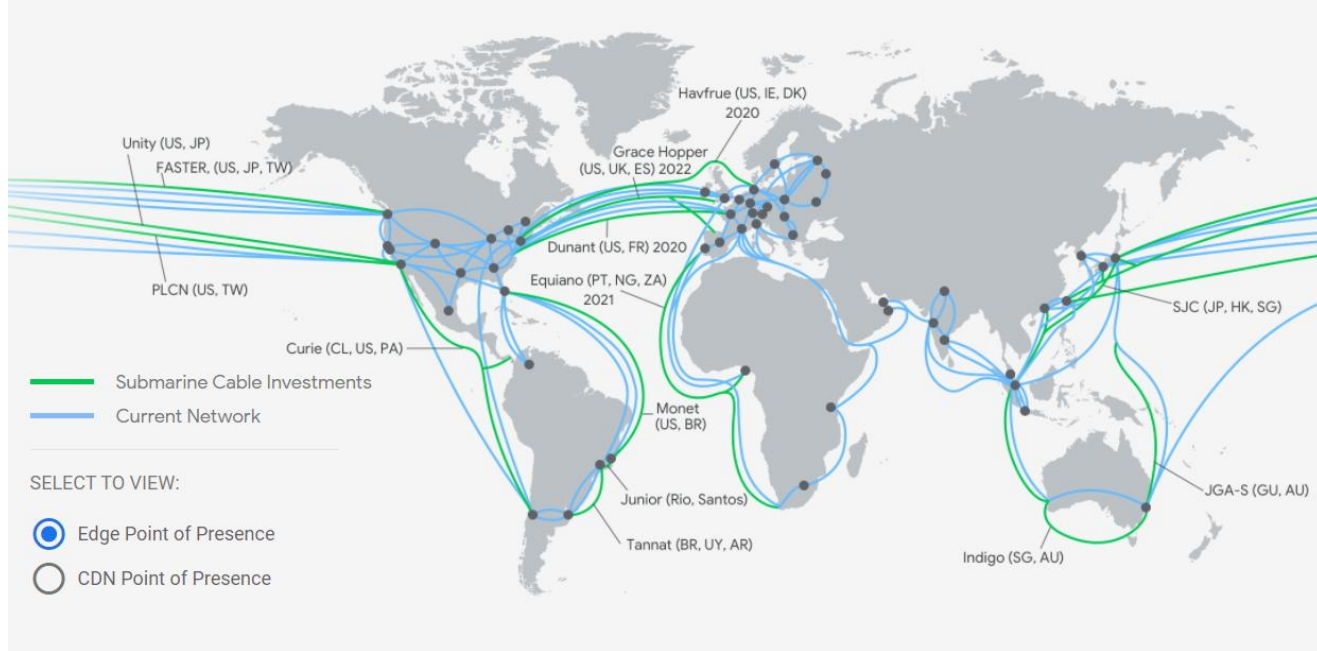 Havfrue (US, IE, DK)
2020
Unity (US, JP)
FASTER, (US, JP, TW)
Grace Hopper
(US, UK, ES) 2022
Dunant (US, FR) 2020
PLCN (US, TW)
Equiano (PT, NG, ZA)
2021
SJC (JP, HK, SG)
Curie (CL, US, PA)
Submarine Cable Investments
Current Network
Monet
(US, BR)
SELECT TO VIEW:
Junior (Rio, Santos)
JGA-S (GU, AU)
Edge Point of Presence
Tannat (BR, UY, AR)
Indigo (SG, AU)
CDN Point of Presence